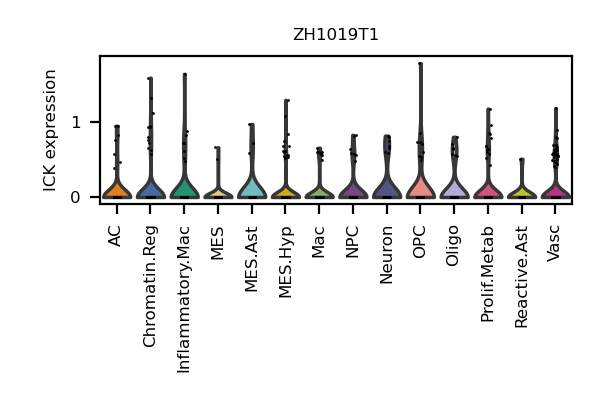 ZH1019T1
ICK expression
1
0
AC
Chromatin.Reg
Inflammatory.Mac
MES
MES.Ast
MES.Hyp
Mac
NPC
Neuron
OPC
Oligo
Prolif.Metab
Reactive.Ast
Vasc